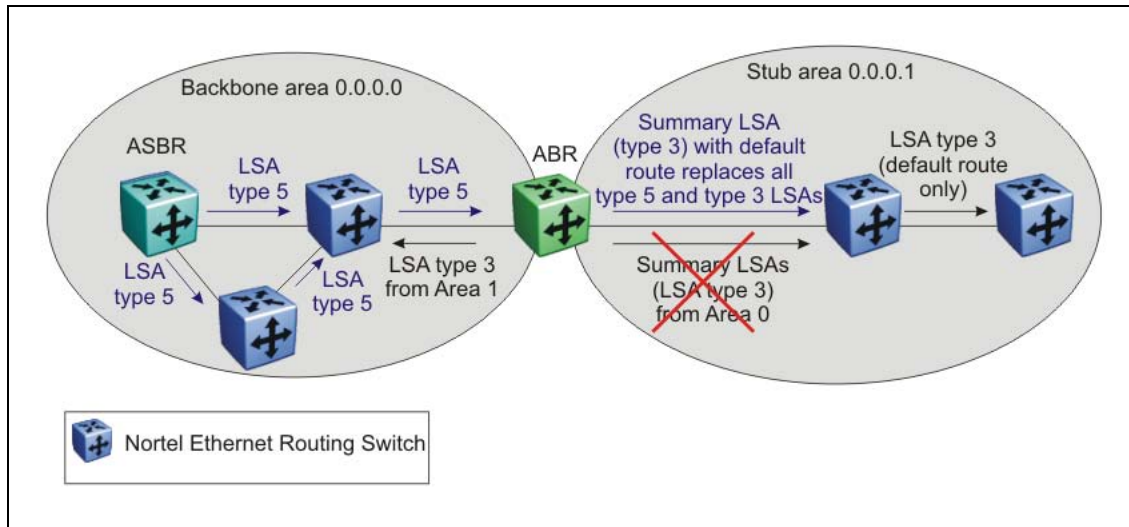 Backbone area 0.0.0.0
ASBR
LSA
type 5
LSA
type 5
LSA
type 5
LSA
type 5
LSA type 3
from Area 1
ABR
Stub area 0.0.0.1
Summary LSA
(type 3) with default
route replaces all
type 5 and type 3 LSAs
Summary LSAs
(LSA type 3)
from Area 0
LSA type 3
(default route
only)
Nortel Ethernet Routing Switch